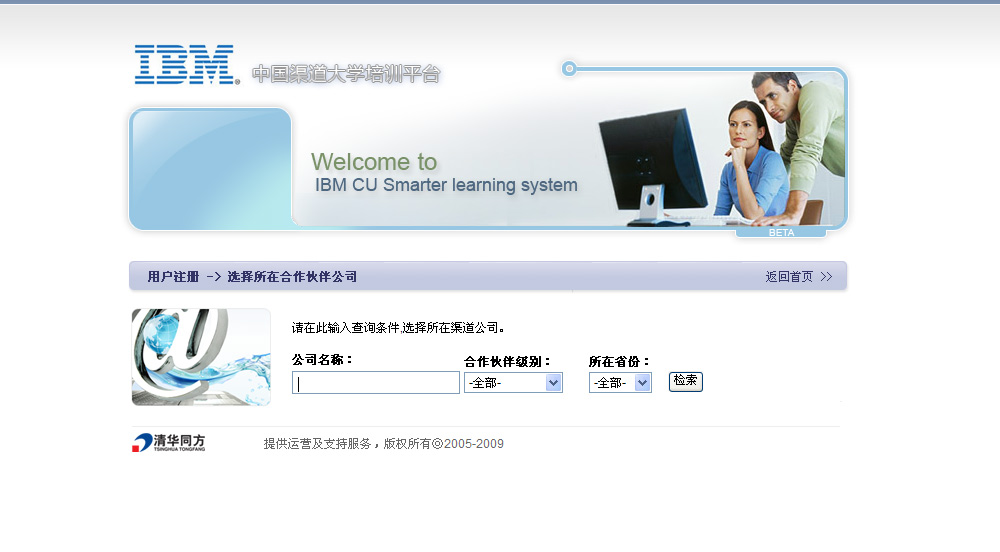 IBM® 中国渠道大学培训平台
Welcome to
IBM CU Smarter learning system
BETA
用户注册 -> 选择所在合作伙伴公司 返回首页 >>
请在此输入查询条件,选择所在渠道公司。
公司名称： 合作伙伴级别： 所在省份：
-全部- -全部- 检索
清华同方 提供运营及支持服务，版权所有@2005-2009
TSINGHUA TONGFANG